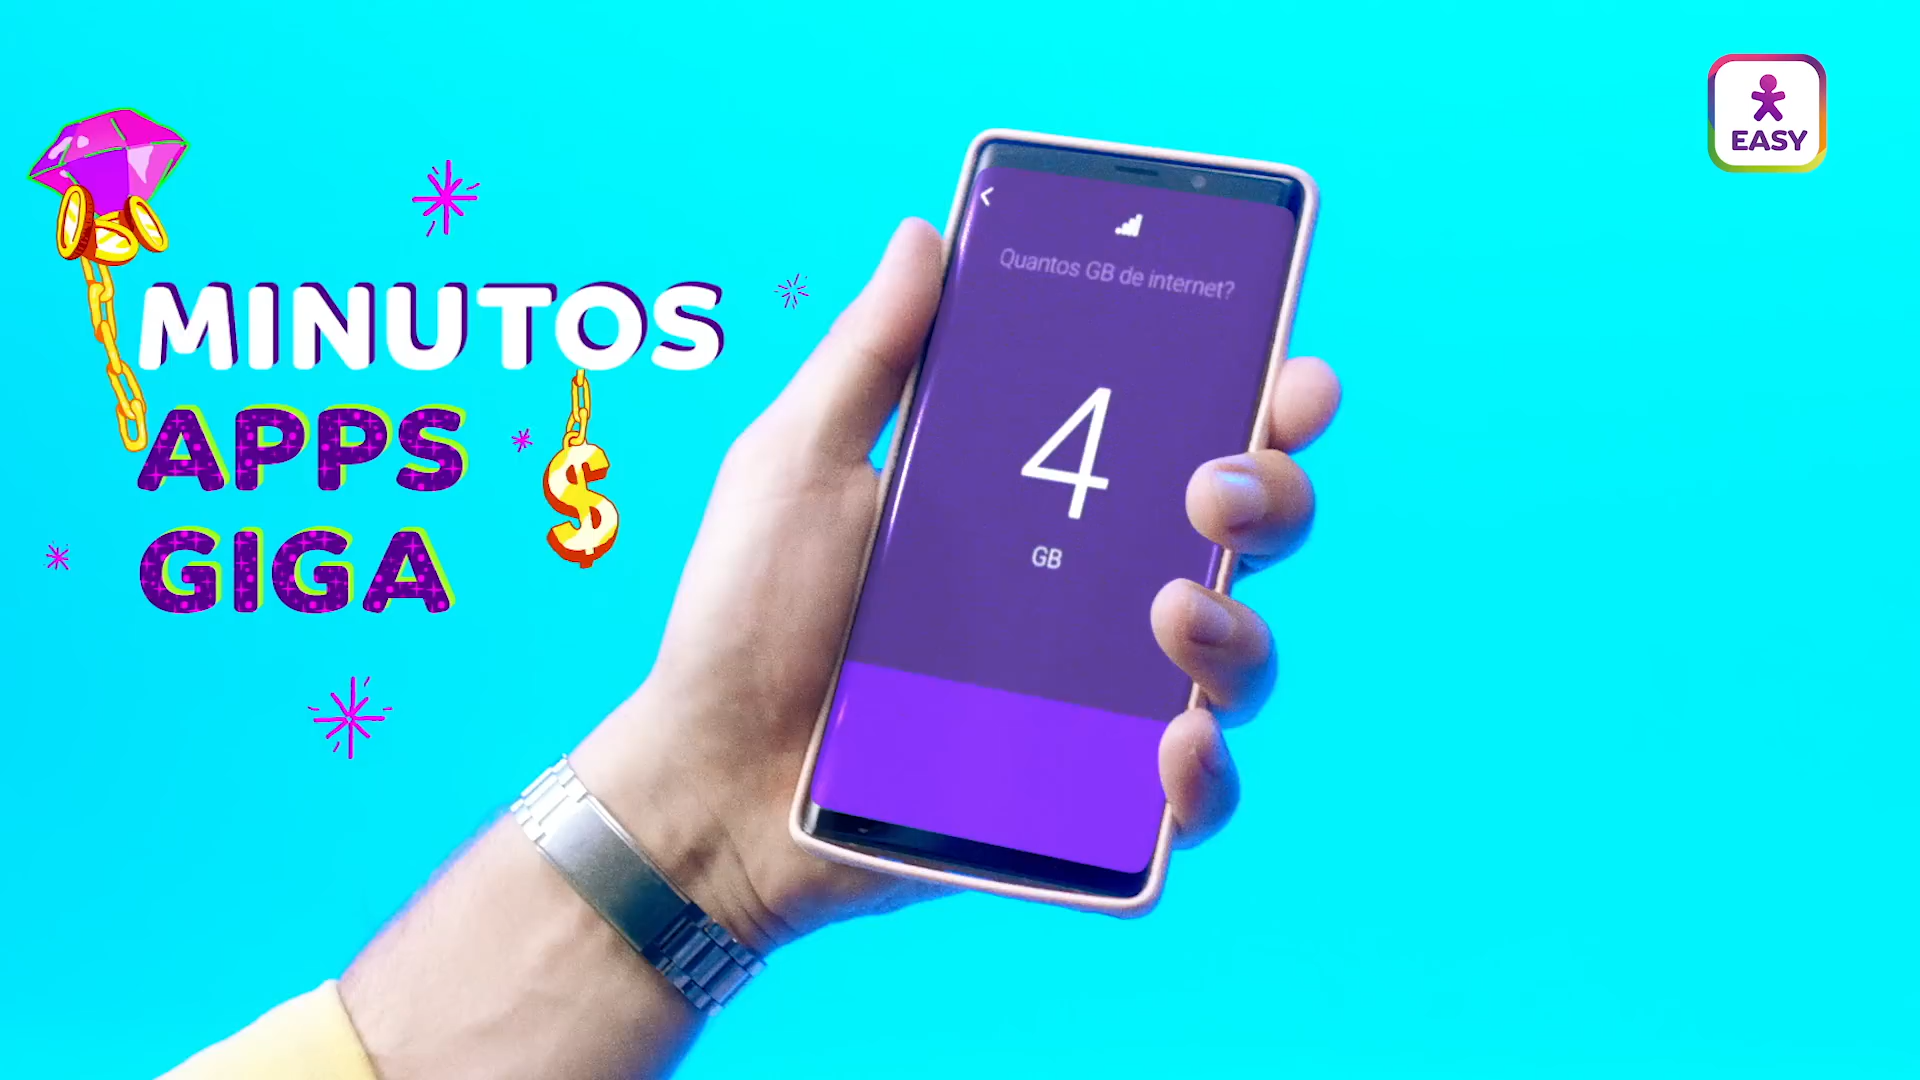 MINUTOS
APPS
GIGA
Quantos GB de internet?
4
GB
EASY